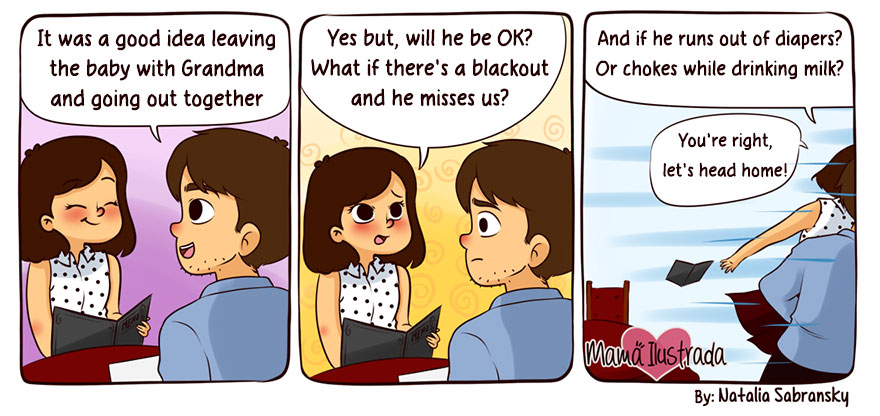 It was a good idea leaving
the baby with Grandma
and going out together
Yes but, will he be OK?
What if there's a blackout
and he misses us?
And if he runs out of diapers?
Or chokes while drinking milk?
You're right,
let's head home!
MENU
MENU
Mamá Ilustrada
By: Natalia Sabransky